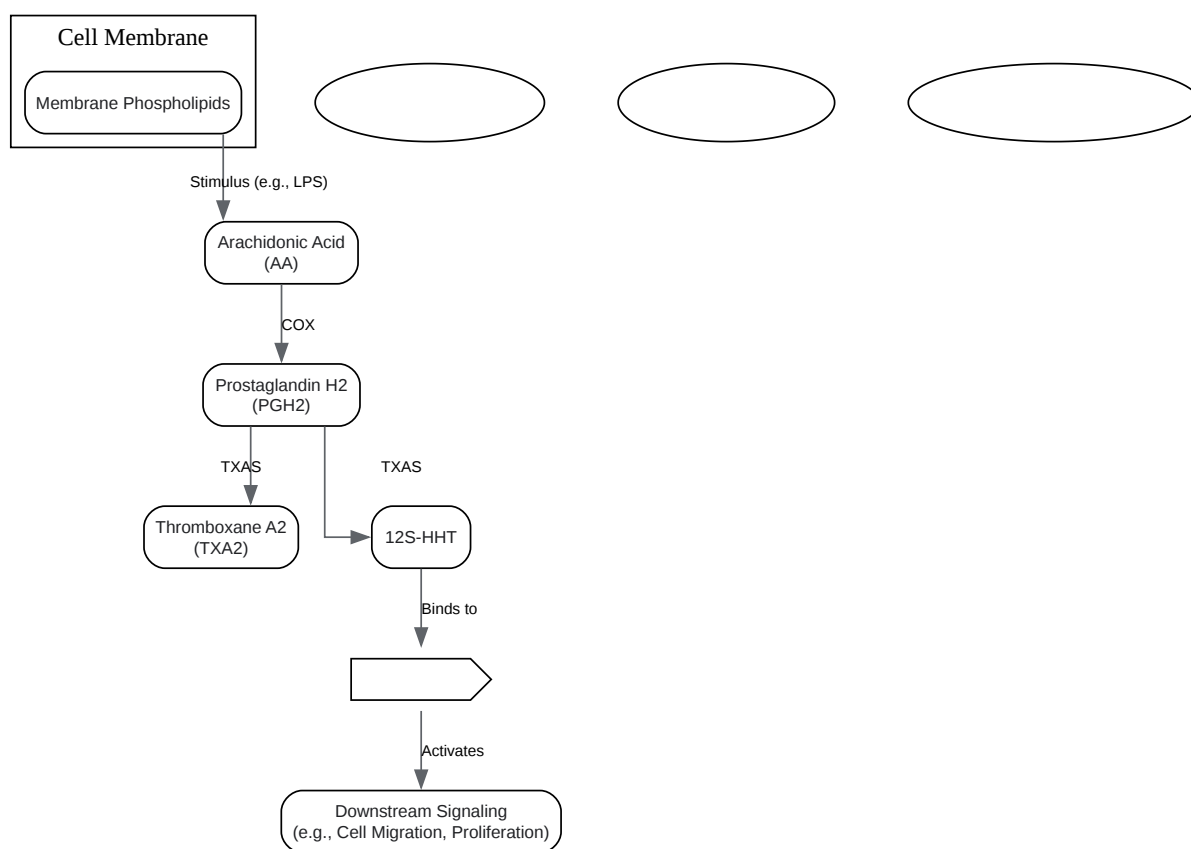 Cell Membrane
Membrane Phospholipids
Stimulus (e.g., LPS)
Arachidonic Acid
(AA)
COX
Prostaglandin H2
(PGH2)
TXAS
TXAS
Thromboxane A2
(TXA2)
12S-HHT
Binds to
Activates
Downstream Signaling
(e.g., Cell Migration, Proliferation)